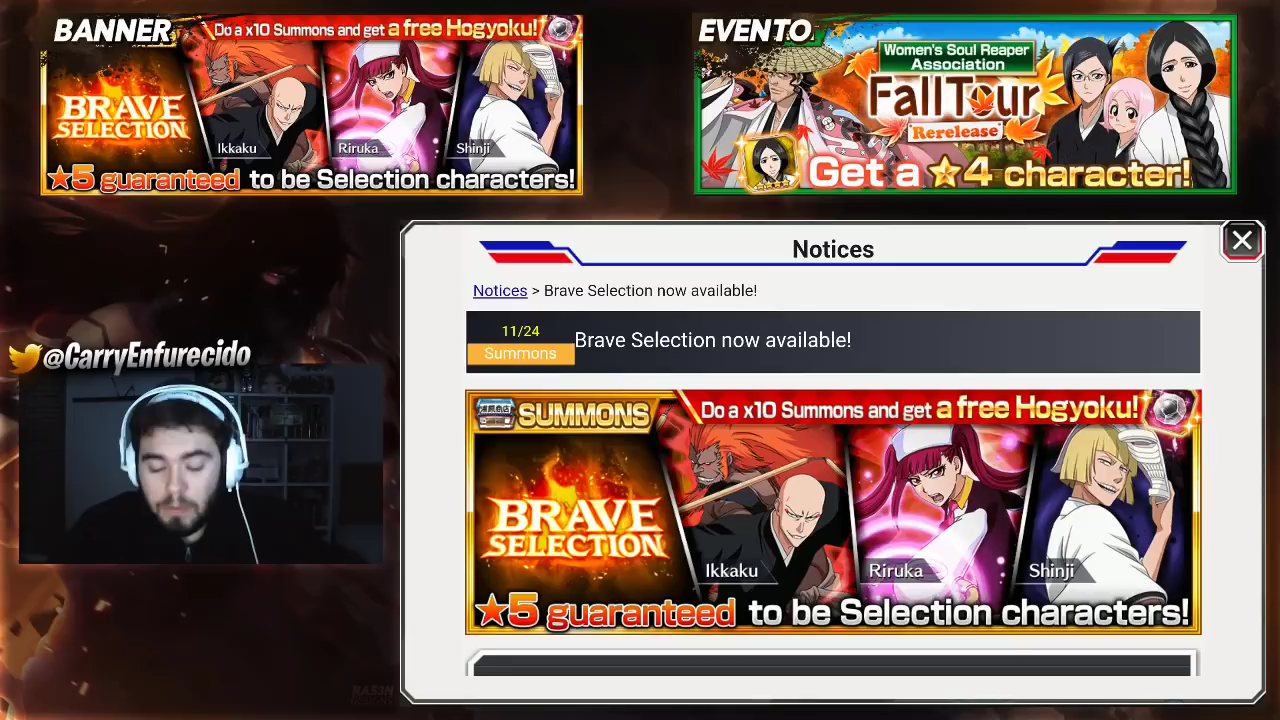 BANNER
Do a x10 Summons and get a free Hogyoku!
BRAVE
SELECTION
Ikkaku
Riruka
Shinji
★5 guaranteed to be Selection characters!
EVENTO
Women's Soul Reaper
Association
Fall Tour
Rerelease
Get a ★4 character!
Notices
Notices > Brave Selection now available!
11/24
Summons
Brave Selection now available!
@CarryEnfurecido
SUMMONS
Do a x10 Summons and get a free Hogyoku!
BRAVE
SELECTION
Ikkaku
Riruka
Shinji
★5 guaranteed to be Selection characters!